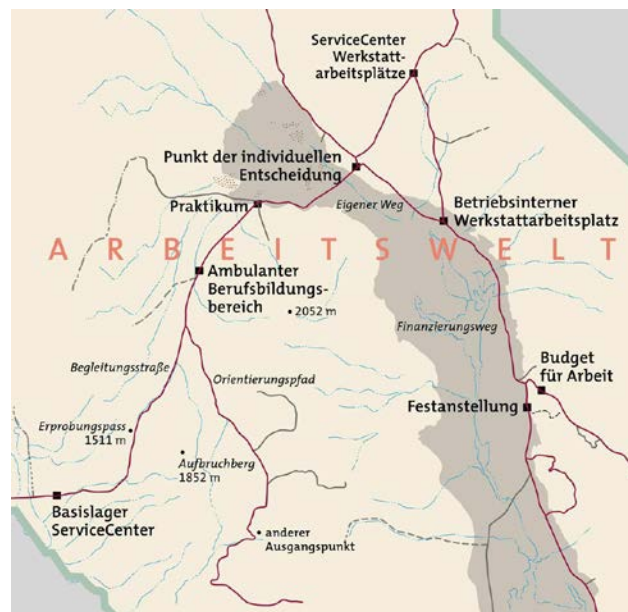 ServiceCenter
Werkstatt-
arbeitsplätze
Punkt der individuellen
Entscheidung
Praktikum
Eigener Weg
Betriebsinterner
Werkstattarbeitsplatz
ARBEITSWELT
Ambulanter
Berufsbildungs-
bereich
2052 m
Finanzierungsweg
Begleitungsstraße
Orientierungspfad
Budget
für Arbeit
Festanstellung
Erprobungspass
1511 m
Aufbruchberg
1852 m
Basislager
ServiceCenter
anderer
Ausgangspunkt